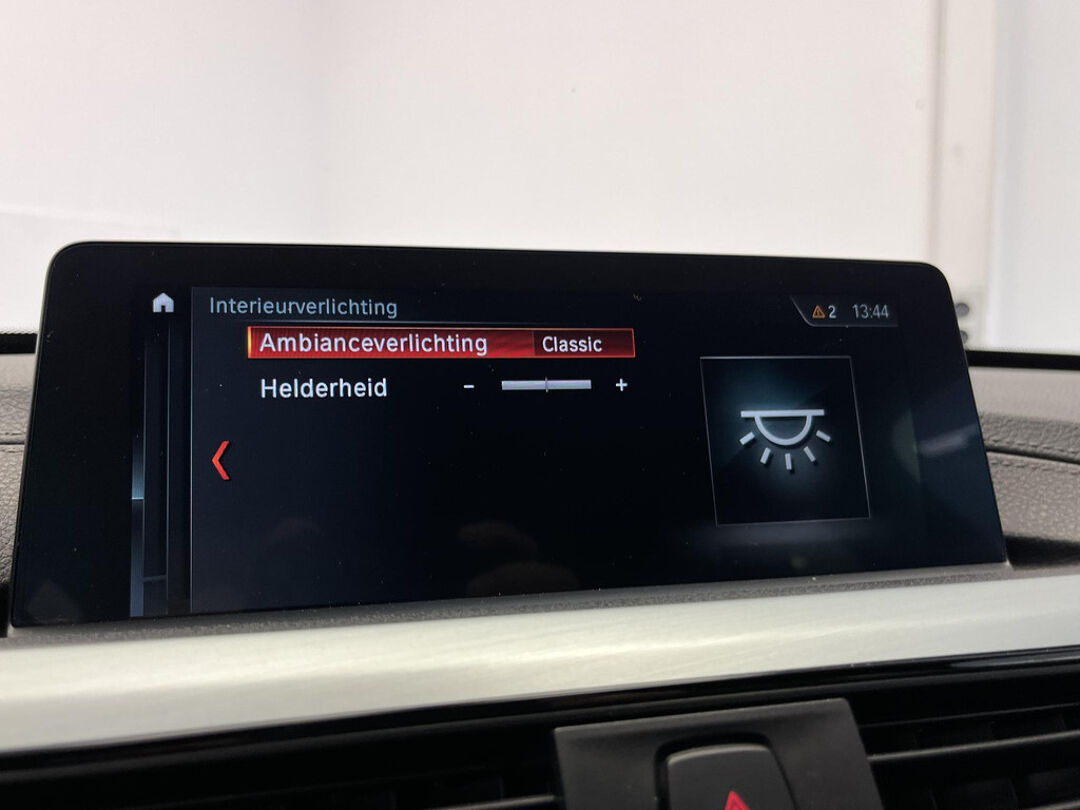 Interieurverlichting
2 13:44
Ambianceverlichting Classic
Helderheid - +